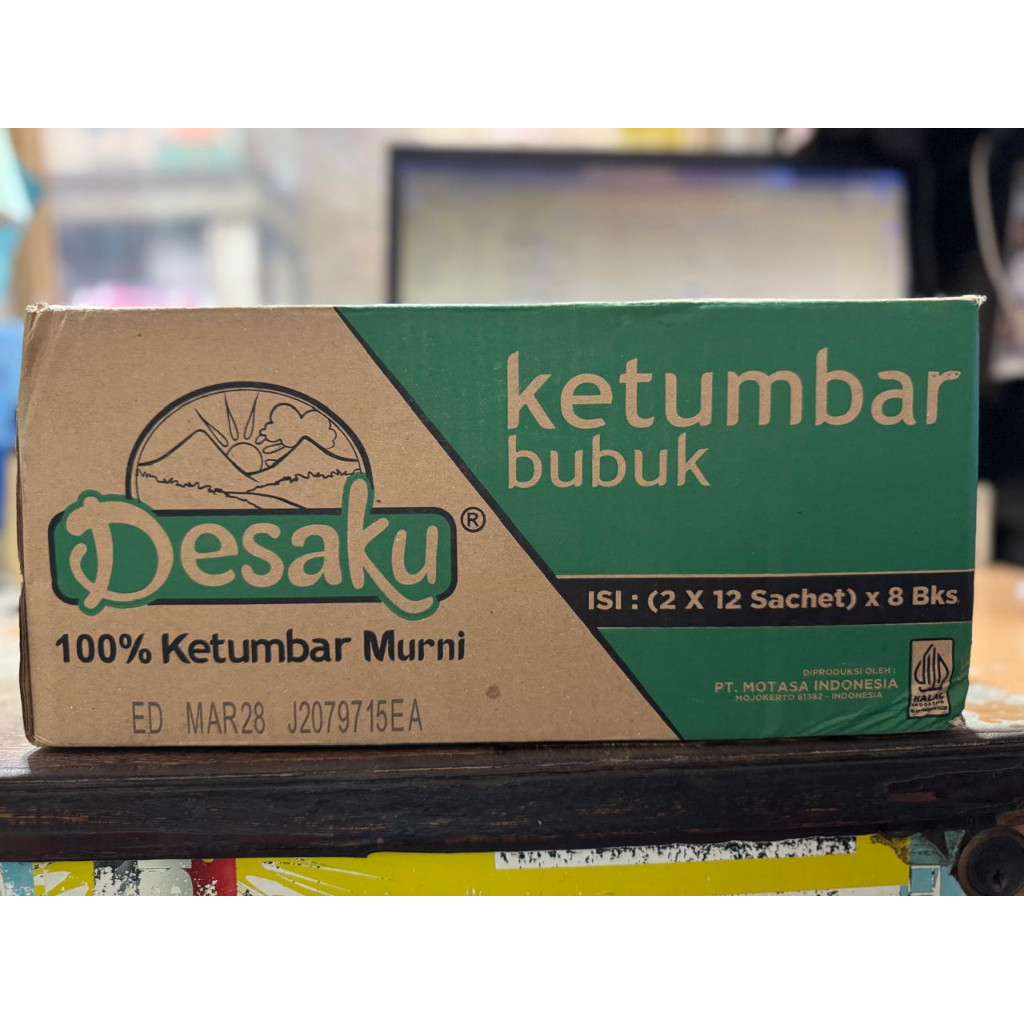 Desaku®
100% Ketumbar Murni
ED MAR28 J2079715EA
ketumbar
bubuk
ISI : (2 X 12 Sachet) x 8 Bks
DIPRODUKSI OLEH :
PT. MOTASA INDONESIA
MOJOKERTO 61382 - INDONESIA
HALAL
INDONESIA